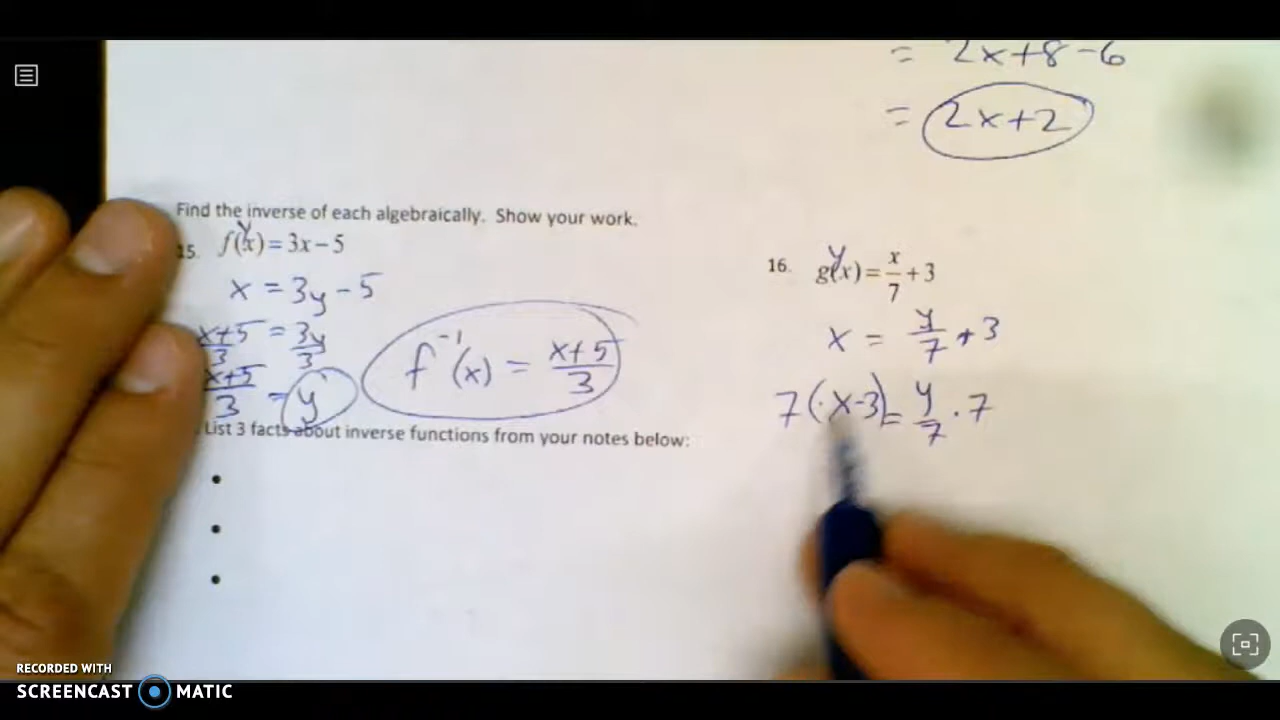 = 2x+8-6
= 2x+2
Find the inverse of each algebraically. Show your work.
15. f(x) = 3x - 5
y
x = 3y - 5
x+5 = 3y
3 3
x+5 = y
3
f⁻¹(x) = x+5
3
List 3 facts about inverse functions from your notes below:
16. g(x) = x/7 + 3
y
x = y/7 + 3
7(x-3) = y/7 · 7
RECORDED WITH
SCREENCAST MATIC